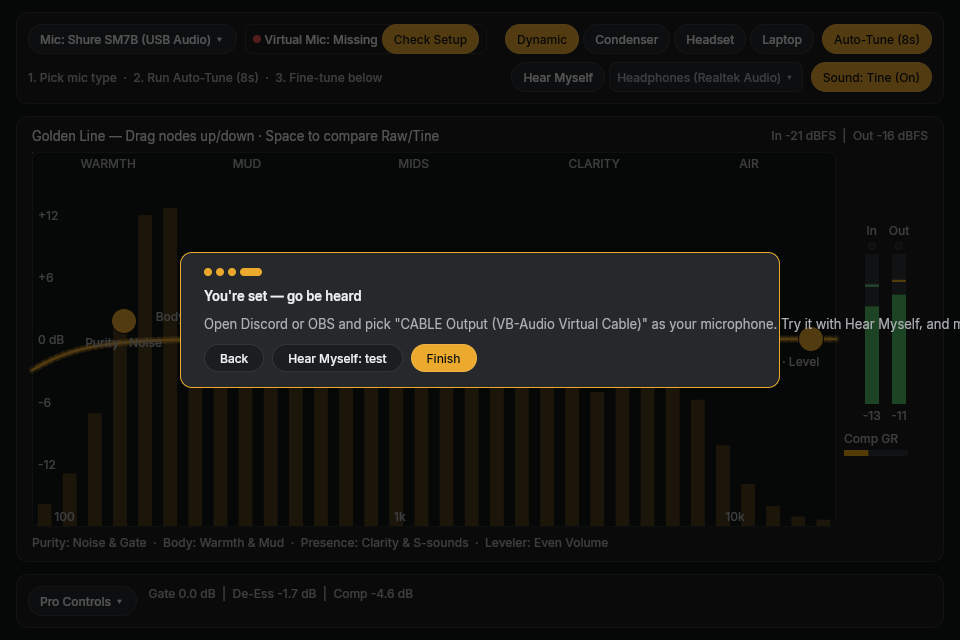 Mic: Shure SM7B (USB Audio) ▾
Virtual Mic: Missing
Check Setup
Dynamic
Condenser
Headset
Laptop
Auto-Tune (8s)
1. Pick mic type · 2. Run Auto-Tune (8s) · 3. Fine-tune below
Hear Myself
Headphones (Realtek Audio) ▾
Sound: Tine (On)
Golden Line — Drag nodes up/down · Space to compare Raw/Tine
In -21 dBFS | Out -16 dBFS
WARMTH
MUD
MIDS
CLARITY
AIR
+12
+6
0 dB
-6
-12
Purity · Noise
Body
· Level
100
1k
10k
In
Out
-13
-11
Comp GR
You're set — go be heard
Open Discord or OBS and pick "CABLE Output (VB-Audio Virtual Cable)" as your microphone. Try it with Hear Myself, and
Back
Hear Myself: test
Finish
Purity: Noise & Gate · Body: Warmth & Mud · Presence: Clarity & S-sounds · Leveler: Even Volume
Pro Controls ▾
Gate 0.0 dB | De-Ess -1.7 dB | Comp -4.6 dB